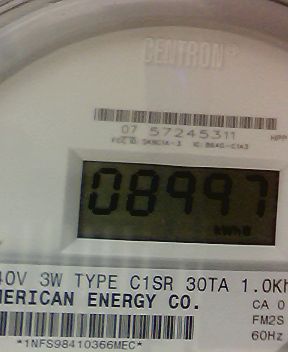 CENTRON®
07 57245311
08997
kWh
40V 3W TYPE C1SR 30TA 1.0Kh
MERICAN ENERGY CO.
CA 0
FM2S
60Hz
*1NFS98410366MEC*